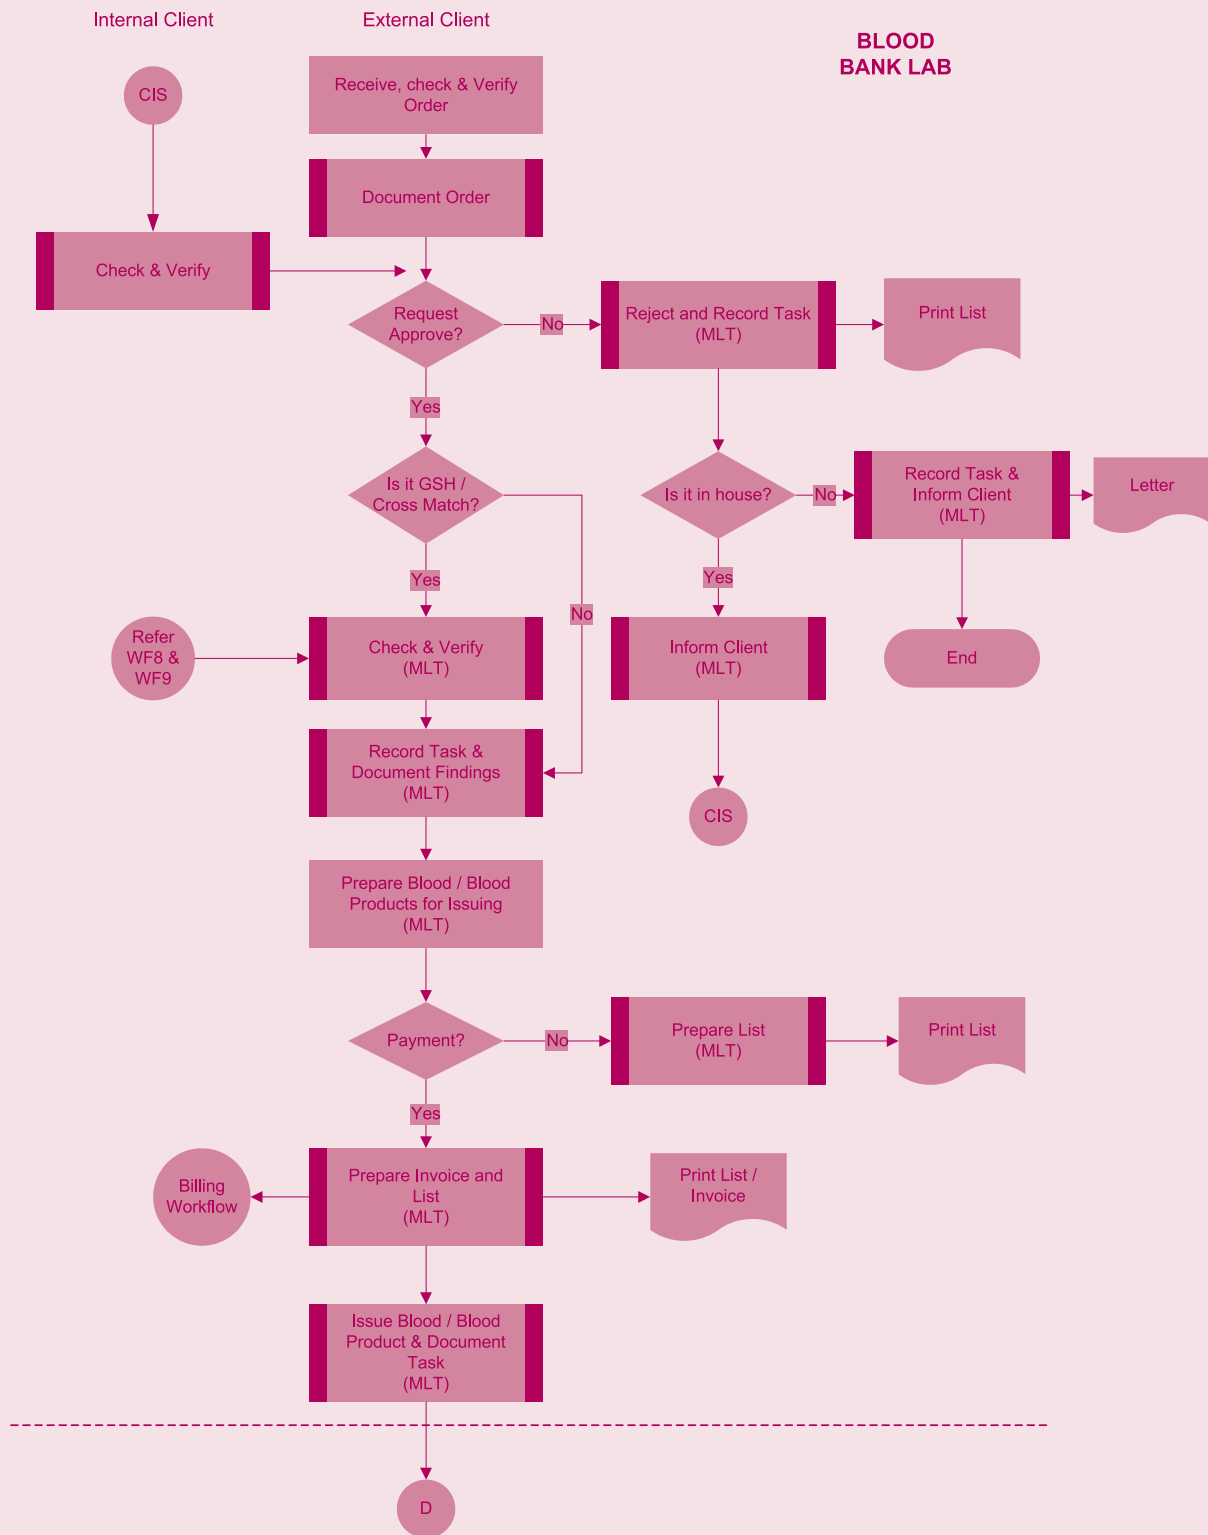 Internal Client
External Client
BLOOD
BANK LAB
CIS
Receive, check & Verify
Order
Document Order
Check & Verify
Request
Approve?
No
Reject and Record Task
(MLT)
Print List
Yes
Is it GSH /
Cross Match?
Is it in house?
No
Record Task &
Inform Client
(MLT)
Letter
Yes
Yes
No
Refer
WF8 &
WF9
Check & Verify
(MLT)
Inform Client
(MLT)
End
Record Task &
Document Findings
(MLT)
CIS
Prepare Blood / Blood
Products for Issuing
(MLT)
Payment?
No
Prepare List
(MLT)
Print List
Yes
Billing
Workflow
Prepare Invoice and
List
(MLT)
Print List /
Invoice
Issue Blood / Blood
Product & Document
Task
(MLT)
D